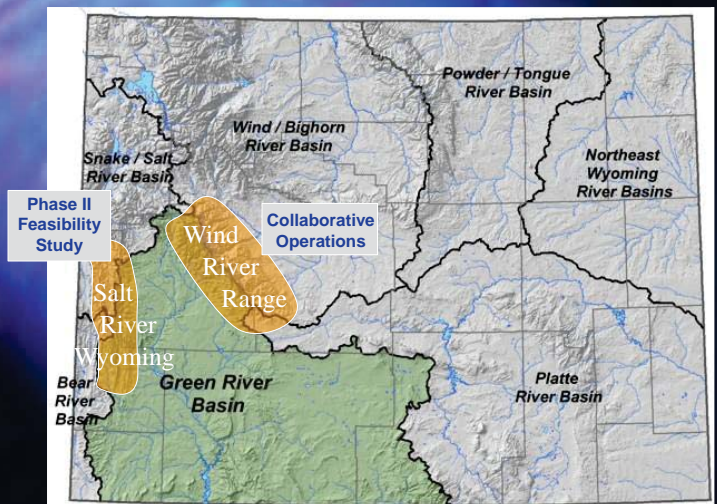 Powder / Tongue
River Basin
Wind / Bighorn
River Basin
Snake / Salt
River Basin
Northeast
Wyoming
River Basins
Phase II
Feasibility
Study
Collaborative
Operations
Wind
River
Range
Salt
River
Wyoming
Bear
River
Basin
Green River
Basin
Platte
River Basin